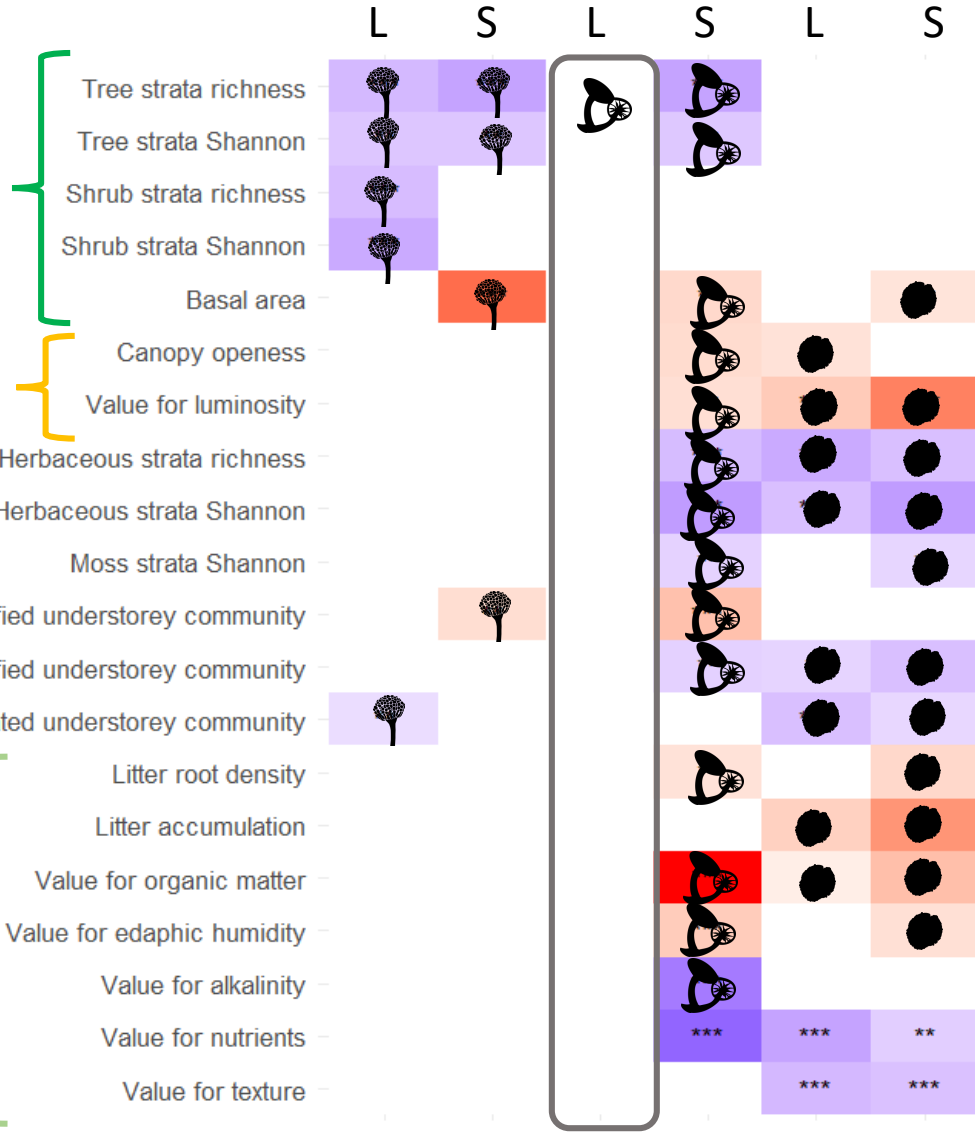 L S L S L S
Tree strata richness
Tree strata Shannon
Shrub strata richness
Shrub strata Shannon
Basal area
Canopy openess
Value for luminosity
Herbaceous strata richness
Herbaceous strata Shannon
Moss strata Shannon
fied understorey community
fied understorey community
ted understorey community
Litter root density
Litter accumulation
Value for organic matter
Value for edaphic humidity
Value for alkalinity
Value for nutrients *** *** **
Value for texture *** ***